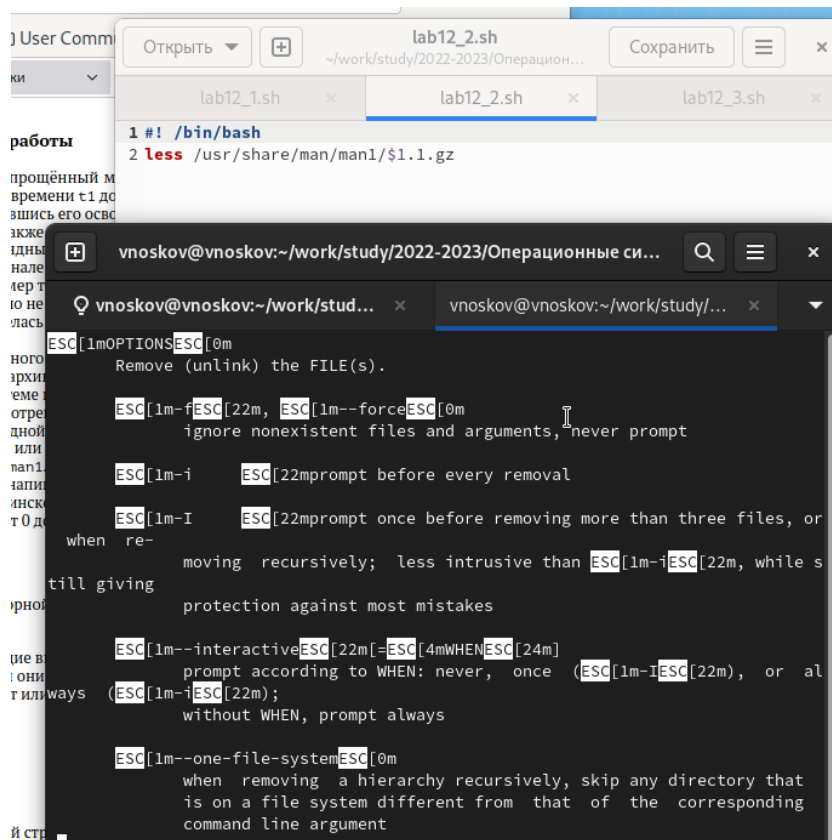 User Comm
Открыть
lab12_2.sh
~/work/study/2022-2023/Операцион...
Сохранить
ки
lab12_1.sh
lab12_2.sh
lab12_3.sh
1 #! /bin/bash
2 less /usr/share/man/man1/$1.1.gz
работы
прощённый м
времени t1 до
вшись его осво
акже
vnoskov@vnoskov:~/work/study/2022-2023/Операционные си...
vnoskov@vnoskov:~/work/stud...
vnoskov@vnoskov:~/work/study/...
ESC[1mOPTIONSESC[0m
Remove (unlink) the FILE(s).
ESC[1m-fESC[22m, ESC[1m--forceESC[0m
ignore nonexistent files and arguments, never prompt
ESC[1m-i ESC[22mprompt before every removal
ESC[1m-I ESC[22mprompt once before removing more than three files, or
when re-
moving recursively; less intrusive than ESC[1m-iESC[22m, while s
till giving
protection against most mistakes
ESC[1m--interactiveESC[22m[=ESC[4mWHENESC[24m]
prompt according to WHEN: never, once (ESC[1m-IESC[22m), or al
ways (ESC[1m-iESC[22m);
without WHEN, prompt always
ESC[1m--one-file-systemESC[0m
when removing a hierarchy recursively, skip any directory that
is on a file system different from that of the corresponding
command line argument
й стр